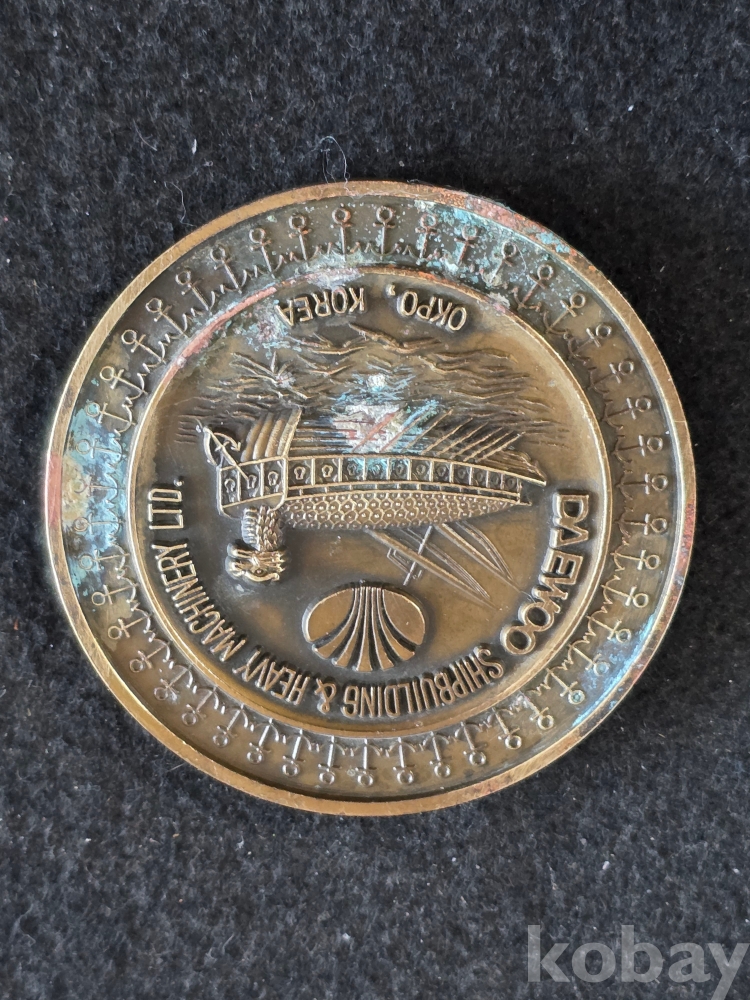 DAEWOO SHIPBUILDING & HEAVY MACHINERY LTD.
OKPO, KOREA
kobay